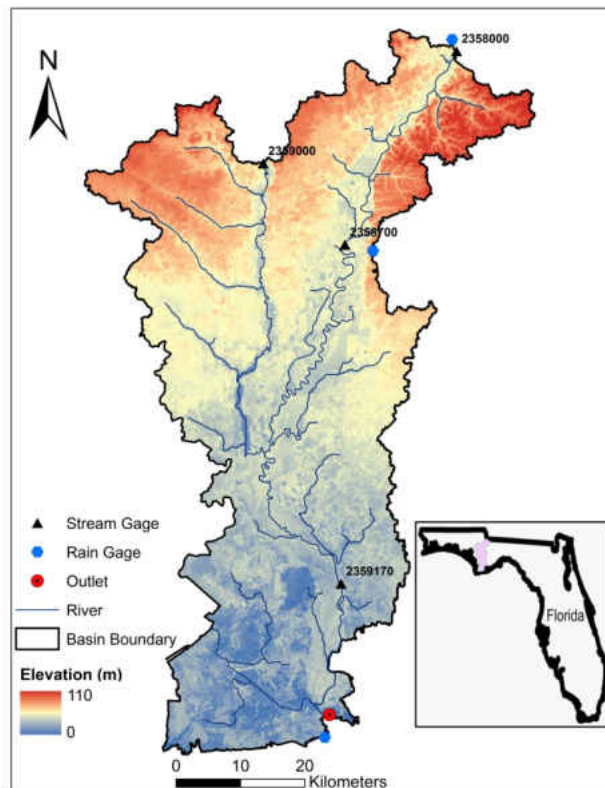 2358000
N
2359000
2358700
Stream Gage
Rain Gage
Outlet
River
Basin Boundary
Elevation (m)
110
0
2359170
Florida
0 10 20
Kilometers